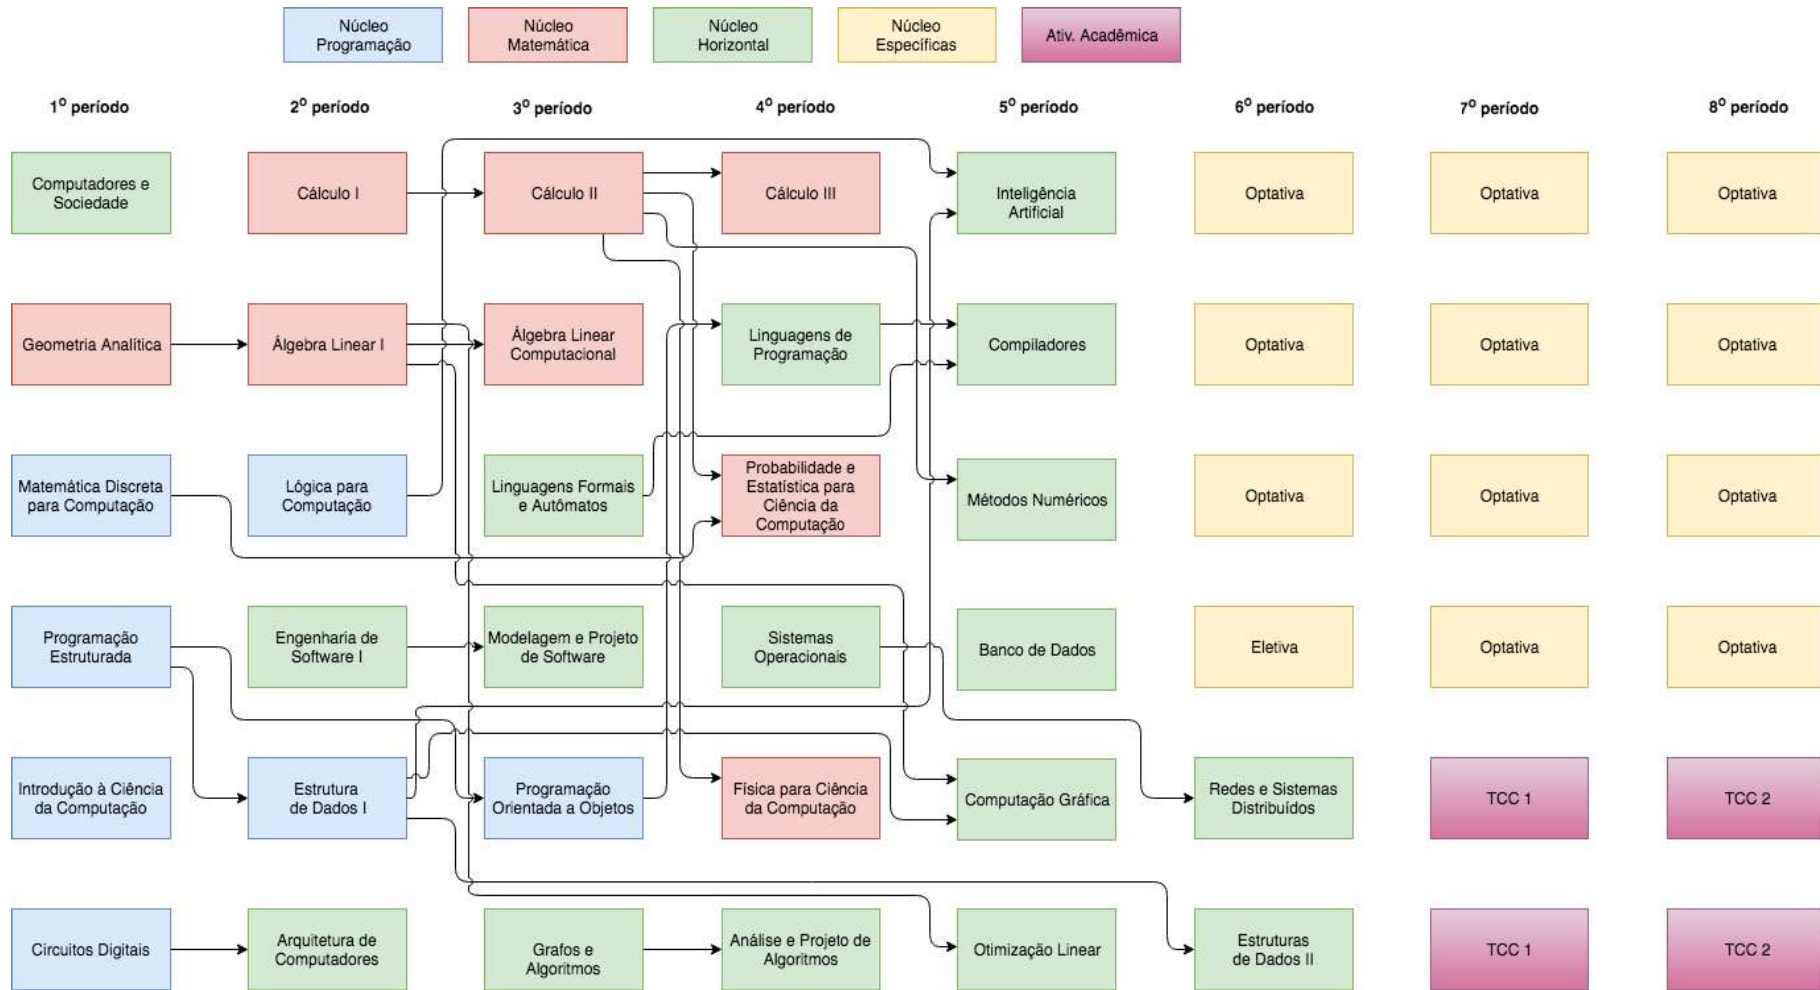 Núcleo
Programação
Núcleo
Matemática
Núcleo
Horizontal
Núcleo
Específicas
Ativ. Acadêmica
1º período
2º período
3º período
4º período
5º período
6º período
7º período
8º período
Computadores e
Sociedade
Cálculo I
Cálculo II
Cálculo III
Inteligência
Artificial
Optativa
Optativa
Optativa
Geometria Analítica
Álgebra Linear I
Álgebra Linear
Computacional
Linguagens de
Programação
Compiladores
Optativa
Optativa
Optativa
Matemática Discreta
para Computação
Lógica para
Computação
Linguagens Formais
e Autômatos
Probabilidade e
Estatística para
Ciência da
Computação
Métodos Numéricos
Optativa
Optativa
Optativa
Programação
Estruturada
Engenharia de
Software I
Modelagem e Projeto
de Software
Sistemas
Operacionais
Banco de Dados
Eletiva
Optativa
Optativa
Introdução à Ciência
da Computação
Estrutura
de Dados I
Programação
Orientada a Objetos
Física para Ciência
da Computação
Computação Gráfica
Redes e Sistemas
Distribuídos
TCC 1
TCC 2
Circuitos Digitais
Arquitetura de
Computadores
Grafos e
Algoritmos
Análise e Projeto de
Algoritmos
Otimização Linear
Estruturas
de Dados II
TCC 1
TCC 2